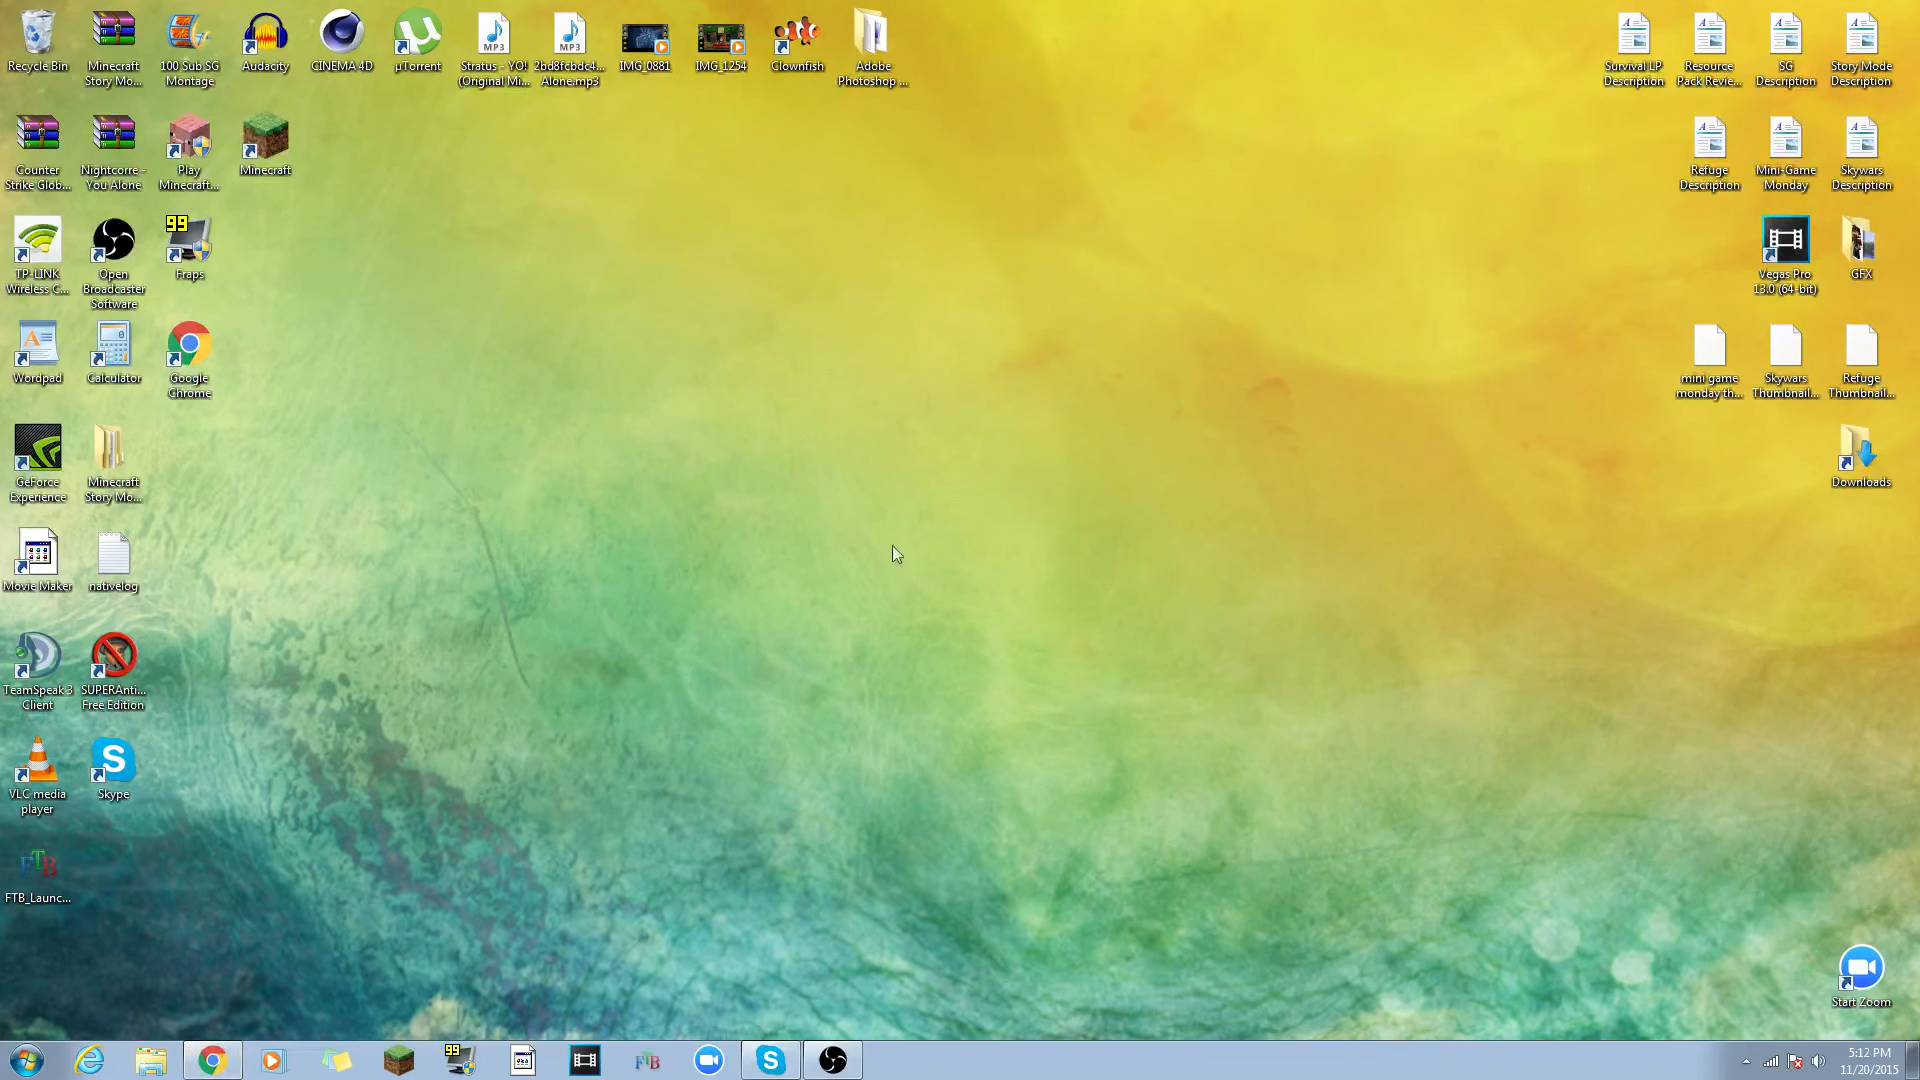 Recycle Bin
Minecraft
Story Mo...
100 Sub SG
Montage
Audacity
CINEMA 4D
µTorrent
Stratus - YO!
(Original Mi...
2bd8fcbdc4...
Alone.mp3
IMG_0881
IMG_1254
Clownfish
Adobe
Photoshop ...
Survival LP
Description
Resource
Pack Revie...
SG
Description
Story Mode
Description
Counter
Strike Glob...
Nightcorre -
You Alone
Play
Minecraft...
Minecraft
Refuge
Description
Mini-Game
Monday
Skywars
Description
TP-LINK
Wireless C...
Open
Broadcaster
Software
99
Fraps
Vegas Pro
13.0 (64-bit)
GFX
Wordpad
Calculator
Google
Chrome
mini game
monday th...
Skywars
Thumbnail...
Refuge
Thumbnail...
GeForce
Experience
Minecraft
Story Mo...
Downloads
Movie Maker
nativelog
TeamSpeak 3
Client
SUPERAnti...
Free Edition
VLC media
player
Skype
FTB
FTB_Launc...
Start Zoom
99
FTB
5:12 PM
11/20/2015